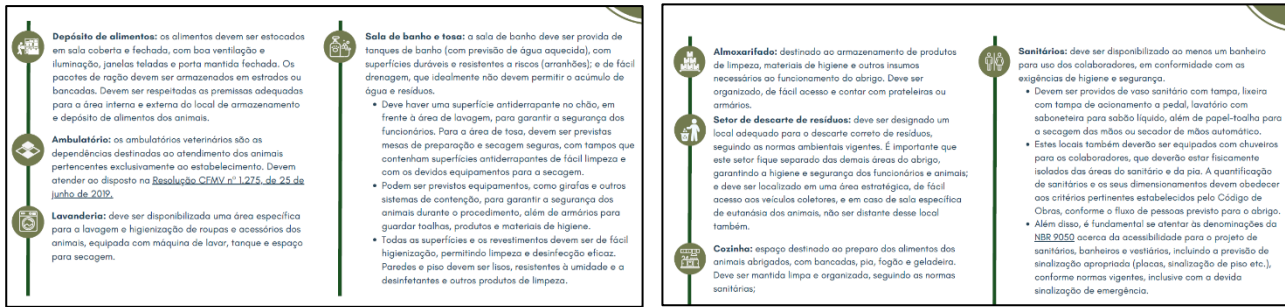 Depósito de alimentos: os alimentos devem ser estocados
em sala coberta e fechada, com boa ventilação e
iluminação, janelas teladas e porta mantida fechada. Os
pacotes de ração devem ser armazenados em estrados ou
bancadas. Devem ser respeitadas as premissas adequadas
para a área interna e externa do local de armazenamento
e depósito de alimentos dos animais.
Ambulatório: os ambulatórios veterinários são as
dependências destinadas ao atendimento dos animais
pertencentes exclusivamente ao estabelecimento. Devem
atender ao disposto na Resolução CFMV nº 1.275, de 25 de
junho de 2019.
Lavanderia: deve ser disponibilizada uma área específica
para a lavagem e higienização de roupas e acessórios dos
animais, equipada com máquina de lavar, tanque e espaço
para secagem.
Sala de banho e tosa: a sala de banho deve ser provida de
tanques de banho (com previsão de água aquecida), com
superfícies duráveis e resistentes a riscos (arranhões); e de fácil
drenagem, que idealmente não devem permitir o acúmulo de
água e resíduos.
• Deve haver uma superfície antiderrapante no chão, em
frente à área de lavagem, para garantir a segurança dos
funcionários. Para a área de tosa, devem ser previstas
mesas de preparação e secagem seguras, com tampos que
contenham superfícies antiderrapantes de fácil limpeza e
com os devidos equipamentos para a secagem.
• Podem ser previstos equipamentos, como girafas e outros
sistemas de contenção, para garantir a segurança dos
animais durante o procedimento, além de armários para
guardar toalhas, produtos e materiais de higiene.
• Todas as superfícies e os revestimentos devem ser de fácil
higienização, permitindo limpeza e desinfecção eficaz.
Paredes e piso devem ser lisos, resistentes à umidade e a
desinfetantes e outros produtos de limpeza.
Almoxarifado: destinado ao armazenamento de produtos
de limpeza, materiais de higiene e outros insumos
necessários ao funcionamento do abrigo. Deve ser
organizado, de fácil acesso e contar com prateleiras ou
armários.
Setor de descarte de resíduos: deve ser designado um
local adequado para o descarte correto de resíduos,
seguindo as normas ambientais vigentes. É importante que
este setor fique separado das demais áreas do abrigo,
garantindo a higiene e segurança dos funcionários e animais;
e deve ser localizado em uma área estratégica, de fácil
acesso aos veículos coletores, e em caso de sala específica
de eutanásia dos animais, não ser distante desse local
também.
Cozinha: espaço destinado ao preparo dos alimentos dos
animais abrigados, com bancadas, pia, fogão e geladeira.
Deve ser mantida limpa e organizada, seguindo as normas
sanitárias;
Sanitários: deve ser disponibilizado ao menos um banheiro
para uso dos colaboradores, em conformidade com as
exigências de higiene e segurança.
• Devem ser providos de vaso sanitário com tampa, lixeira
com tampa de acionamento a pedal, lavatório com
saboneteira para sabão líquido, além de papel-toalha para
a secagem das mãos ou secador de mãos automático.
• Estes locais também deverão ser equipados com chuveiros
para os colaboradores, que deverão estar fisicamente
isolados das áreas do sanitário e da pia. A quantificação
de sanitários e os seus dimensionamentos devem obedecer
aos critérios pertinentes estabelecidos pelo Código de
Obras, conforme o fluxo de pessoas previsto para o abrigo.
• Além disso, é fundamental se atentar às denominações da
NBR 9050 acerca da acessibilidade para o projeto de
sanitários, banheiros e vestiários, incluindo a previsão de
sinalização apropriada (placas, sinalização de piso etc.),
conforme normas vigentes, inclusive com a devida
sinalização de emergência.